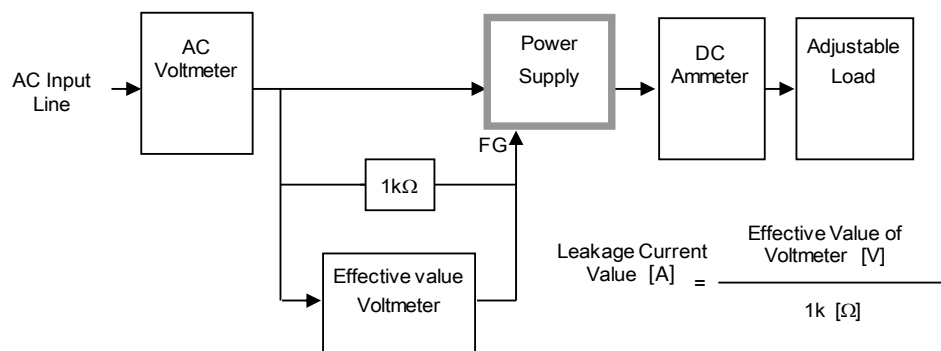 AC Input
Line
AC
Voltmeter
Power
Supply
DC
Ammeter
Adjustable
Load
FG
1kΩ
Effective value
Voltmeter
Leakage Current
Value [A]
=
Effective Value of
Voltmeter [V]
1k [Ω]